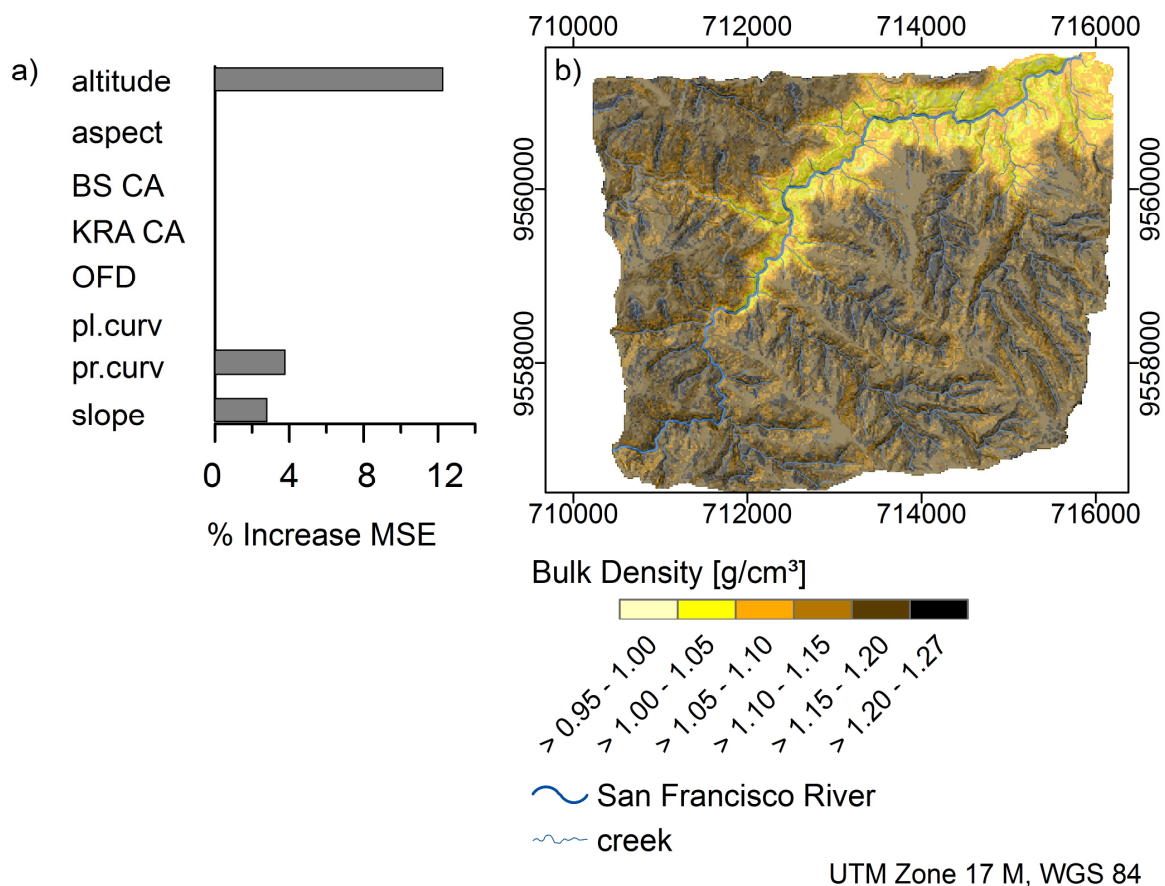 a)
altitude
aspect
BS CA
KRA CA
OFD
pl.curv
pr.curv
slope
0 4 8 12
% Increase MSE
b)
710000 712000 714000 716000
9560000 9560000
9558000 9558000
710000 712000 714000 716000
Bulk Density [g/cm³]
> 0.95 - 1.00
> 1.00 - 1.05
> 1.05 - 1.10
> 1.10 - 1.15
> 1.15 - 1.20
> 1.20 - 1.27
San Francisco River
creek
UTM Zone 17 M, WGS 84